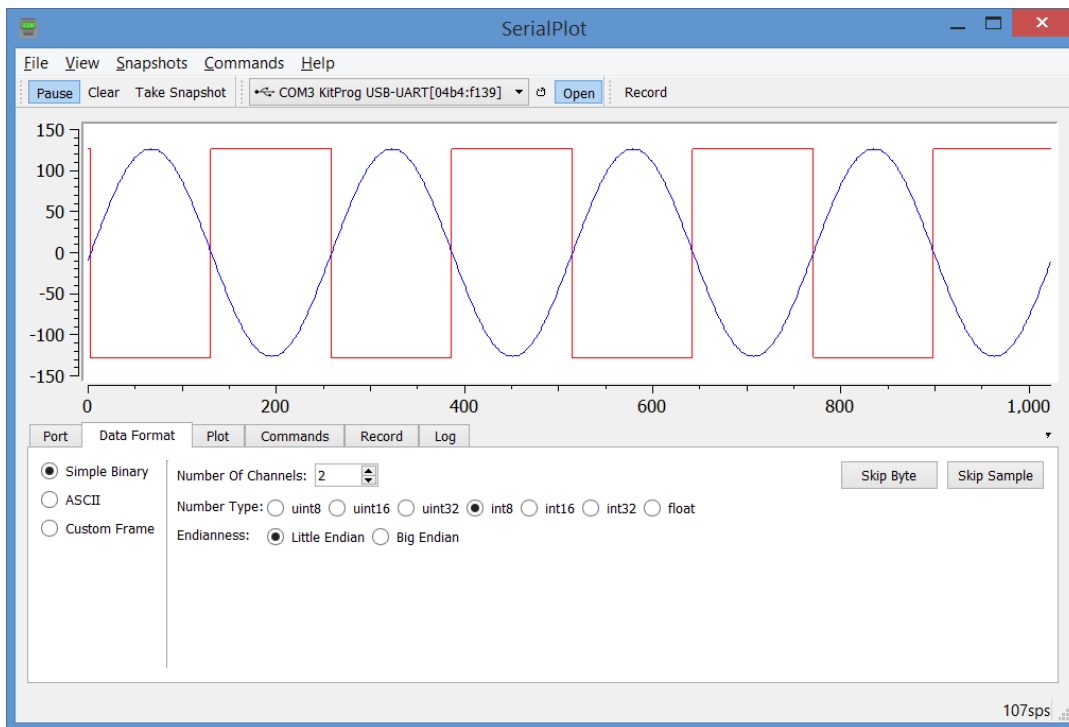 SerialPlot
File View Snapshots Commands Help
Pause Clear Take Snapshot COM3 KitProg USB-UART[04b4:f139] Open Record
150
100
50
0
-50
-100
-150
0 200 400 600 800 1,000
Port Data Format Plot Commands Record Log
Simple Binary Number Of Channels: 2 Skip Byte Skip Sample
ASCII Number Type: uint8 uint16 uint32 int8 int16 int32 float
Custom Frame Endianness: Little Endian Big Endian
107sps